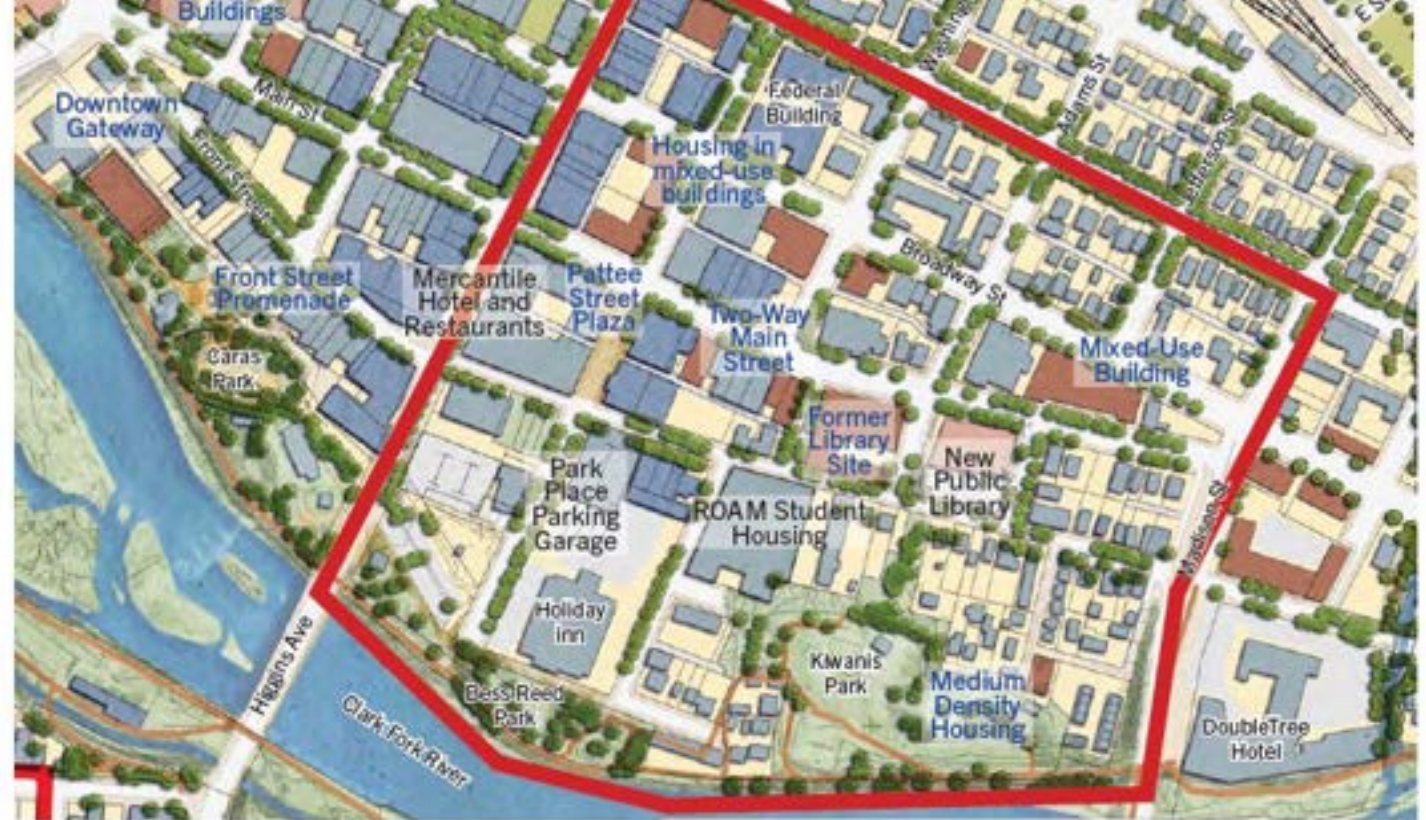 Buildings
Main St
Downtown
Gateway
Front Street
Federal
Building
Adams St
E S
Housing in
mixed-use
buildings
Broadway St
Front Street
Promenade
Mercantile
Hotel and
Restaurants
Pattee
Street
Plaza
Two-Way
Main
Street
Mixed-Use
Building
Caras
Park
Former
Library
Site
New
Public
Library
Park
Place
Parking
Garage
ROAM Student
Housing
Madison St
Holiday
Inn
Higgins Ave
Kiwanis
Park
Bess Reed
Park
Medium
Density
Housing
Clark Fork River
DoubleTree
Hotel